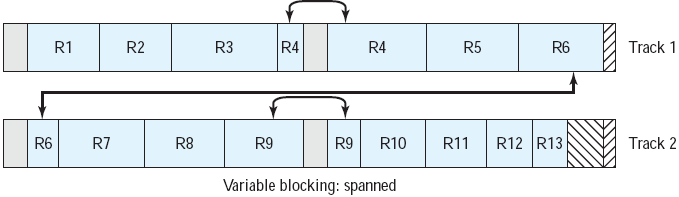 R1 R2 R3 R4 R4 R5 R6 Track 1
R6 R7 R8 R9 R9 R10 R11 R12 R13 Track 2
Variable blocking: spanned